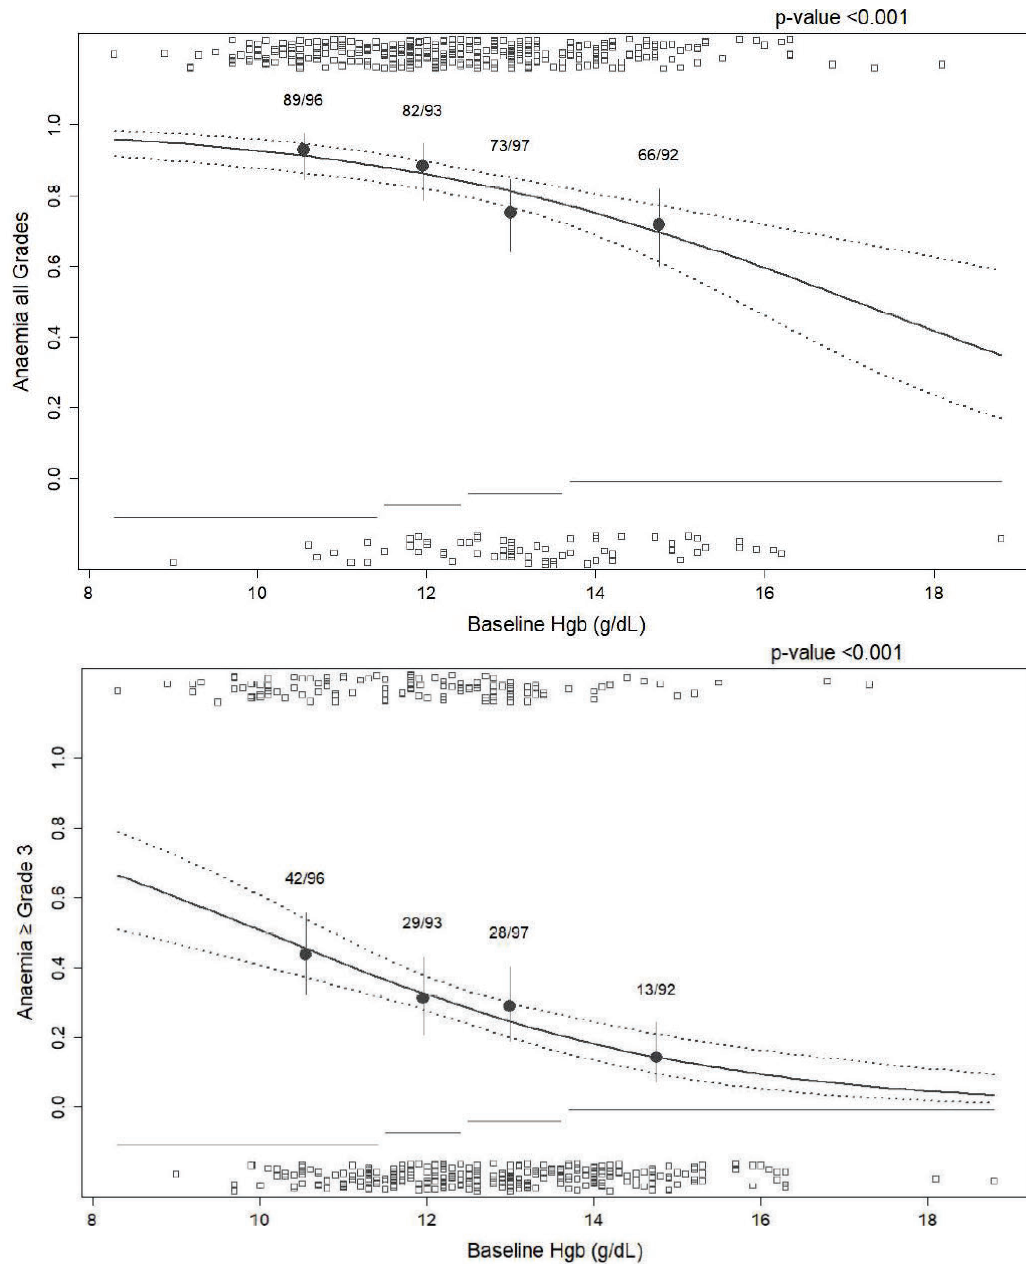 p-value <0.001
89/96
82/93
73/97
66/92
Anaemia all Grades
1.0
0.8
0.6
0.4
0.2
0.0
8 10 12 14 16 18
Baseline Hgb (g/dL)
p-value <0.001
42/96
29/93
28/97
13/92
Anaemia ≥ Grade 3
1.0
0.8
0.6
0.4
0.2
0.0
8 10 12 14 16 18
Baseline Hgb (g/dL)